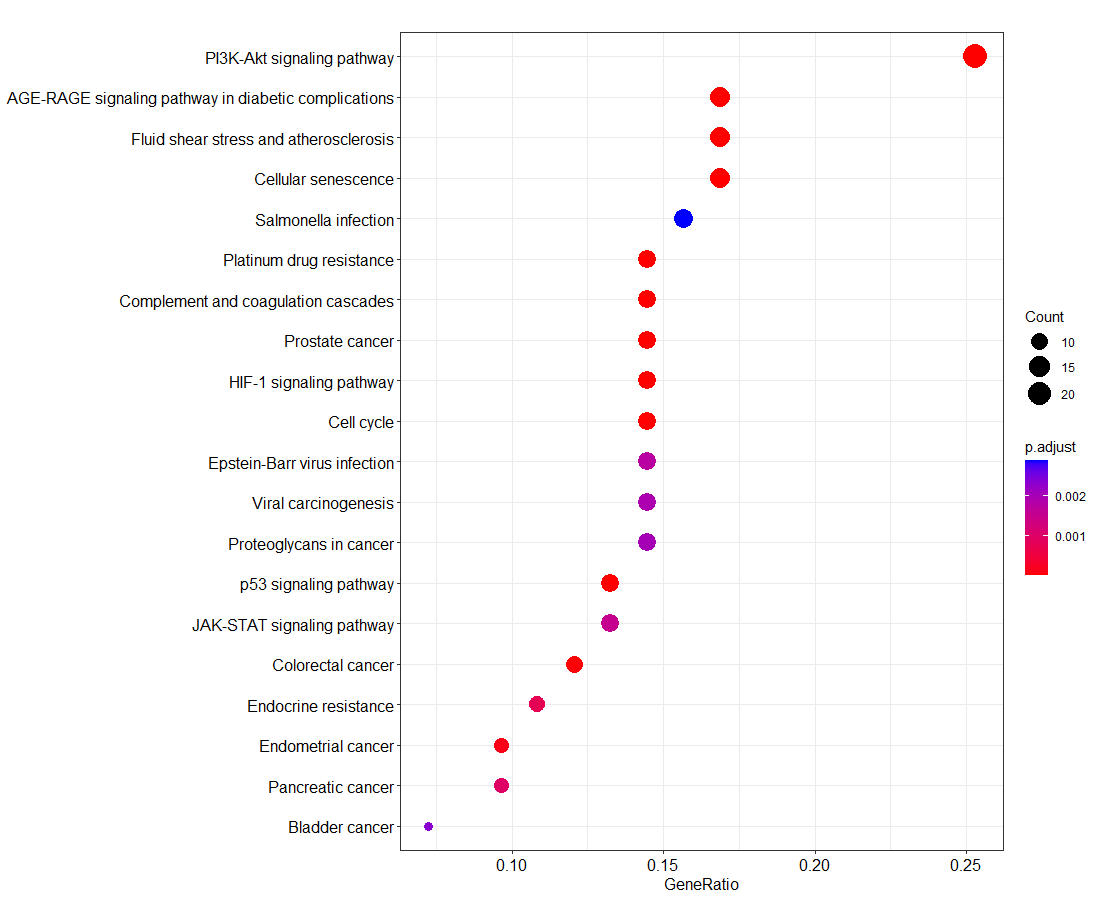 PI3K-Akt signaling pathway
AGE-RAGE signaling pathway in diabetic complications
Fluid shear stress and atherosclerosis
Cellular senescence
Salmonella infection
Platinum drug resistance
Complement and coagulation cascades
Prostate cancer
HIF-1 signaling pathway
Cell cycle
Epstein-Barr virus infection
Viral carcinogenesis
Proteoglycans in cancer
p53 signaling pathway
JAK-STAT signaling pathway
Colorectal cancer
Endocrine resistance
Endometrial cancer
Pancreatic cancer
Bladder cancer
0.10 0.15 0.20 0.25
GeneRatio
Count
10
15
20
p.adjust
0.002
0.001